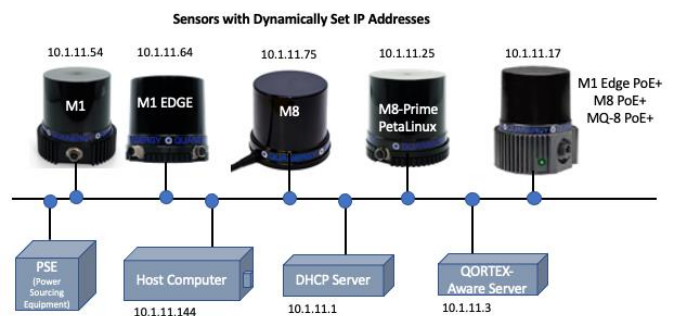 Sensors with Dynamically Set IP Addresses
10.1.11.54
10.1.11.64
10.1.11.75
10.1.11.25
10.1.11.17
M1
M1 EDGE
M8
M8-Prime
PetaLinux
M1 Edge PoE+
M8 PoE+
MQ-8 PoE+
PSE
(Power
Sourcing
Equipment)
Host Computer
DHCP Server
QORTEX-
Aware Server
10.1.11.144
10.1.11.1
10.1.11.3